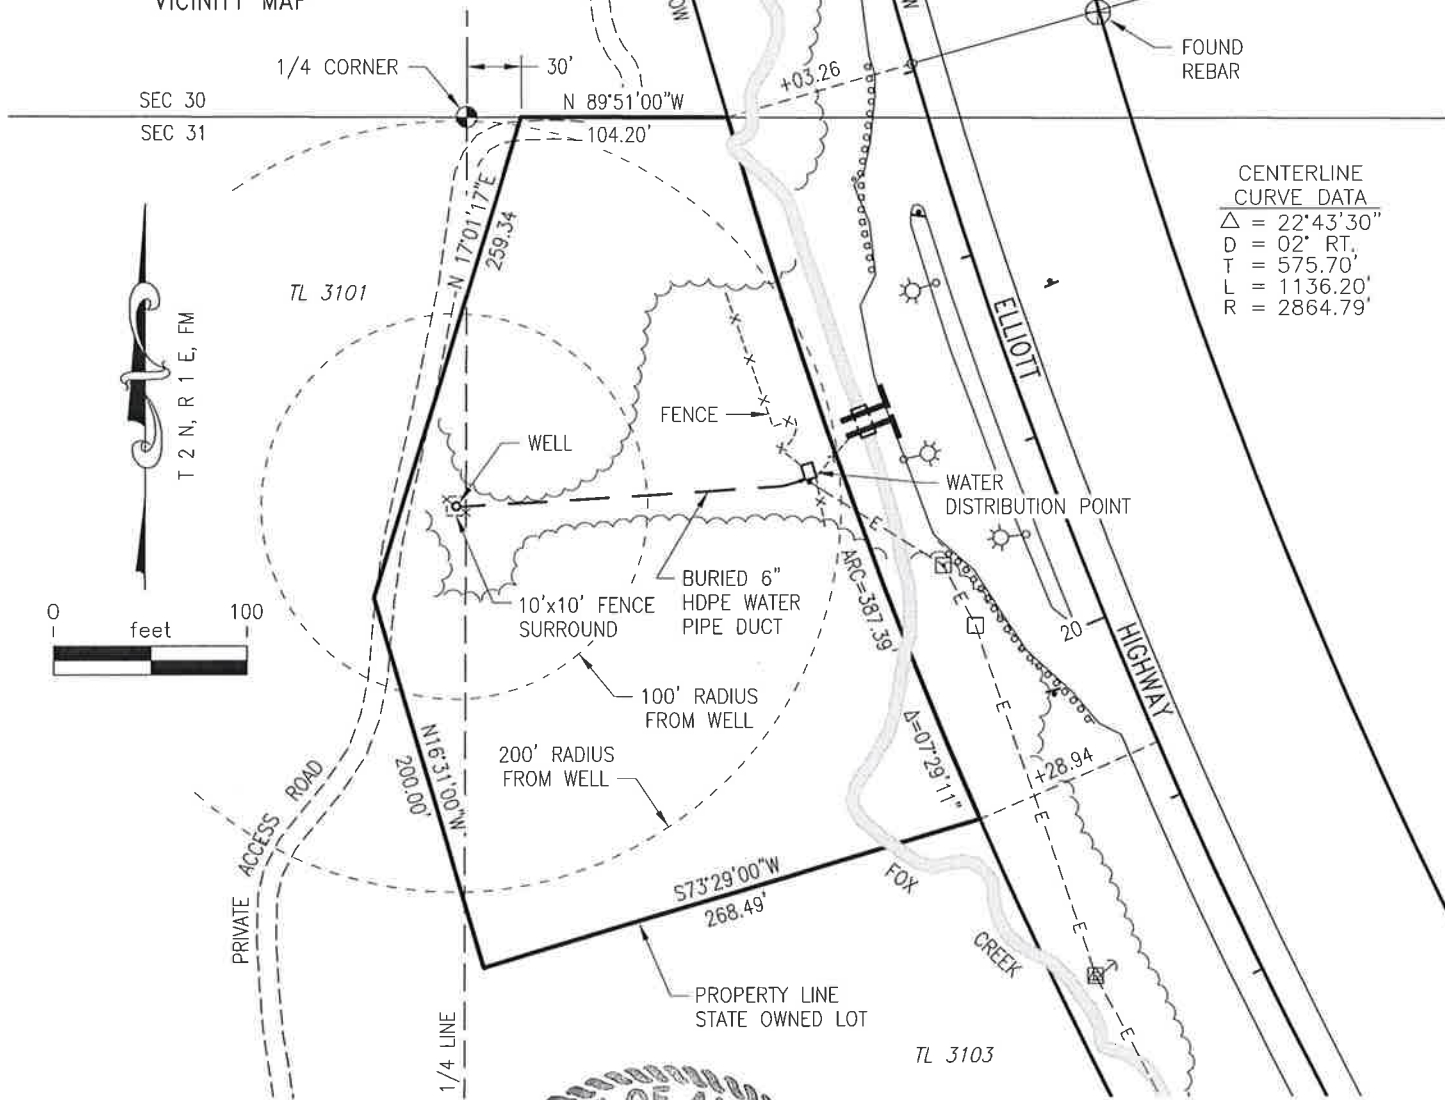 VICINITY MAP
ROW
W
1/4 CORNER
30'
FOUND
REBAR
+03.26
SEC 30
N 89°51'00"W
SEC 31
104.20'
CENTERLINE
CURVE DATA
Δ = 22°43'30"
D = 02° RT.
T = 575.70'
L = 1136.20'
R = 2864.79'
N 17°01'17"E
259.34
TL 3101
T 2 N, R 1 E, FM
ELLIOTT
FENCE
WELL
WATER
DISTRIBUTION POINT
E
BURIED 6"
HDPE WATER
PIPE DUCT
ARC=387.39'
10'x10' FENCE
SURROUND
0 100
feet
E
20
HIGHWAY
100' RADIUS
FROM WELL
E
N16°31'00"W
200.00'
200' RADIUS
FROM WELL
Δ=07°29'11"
+28.94
E
PRIVATE ACCESS ROAD
S73°29'00"W
268.49'
FOX
CREEK
E
PROPERTY LINE
STATE OWNED LOT
1/4 LINE
TL 3103
E
OF